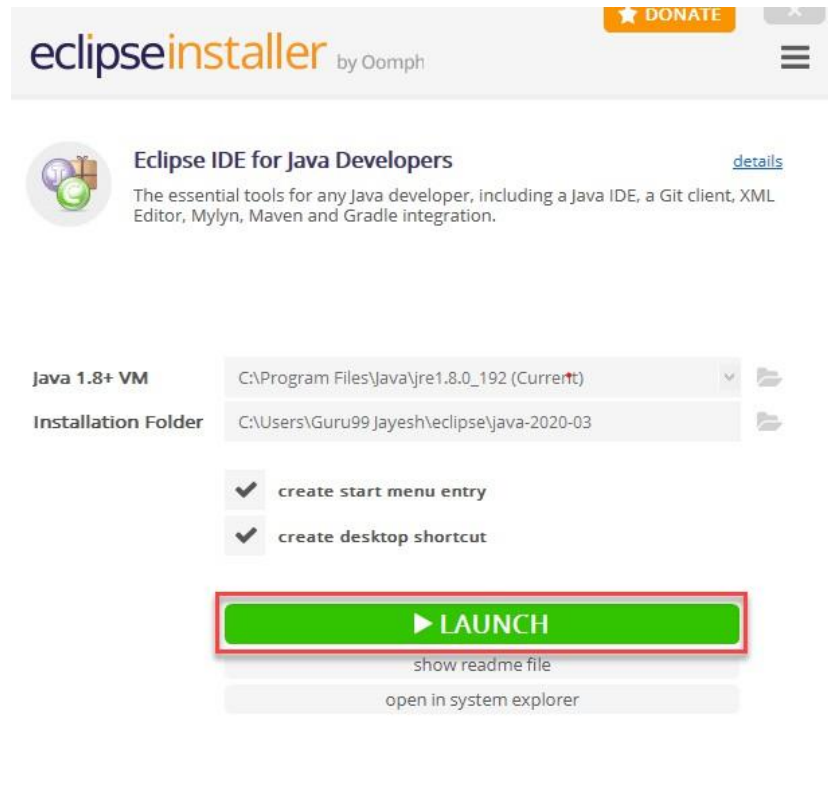 DONATE
eclipseinstaller by Oomph
Eclipse IDE for Java Developers details
The essential tools for any Java developer, including a Java IDE, a Git client, XML
Editor, Mylyn, Maven and Gradle integration.
Java 1.8+ VM C:\Program Files\Java\jre1.8.0_192 (Current)
Installation Folder C:\Users\Guru99 Jayesh\eclipse\java-2020-03
create start menu entry
create desktop shortcut
LAUNCH
show readme file
open in system explorer